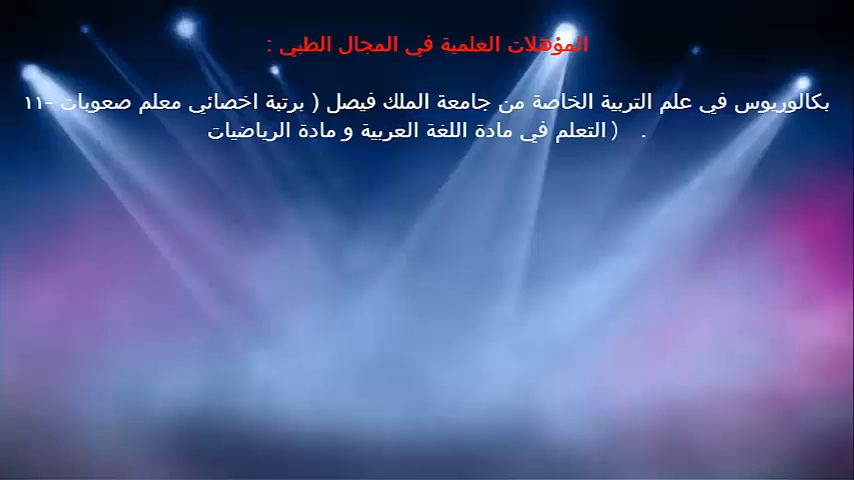 المؤهلات العلمية في المجال الطبي :
بكالوريوس في علم التربية الخاصة من جامعة الملك فيصل ( برتبة اخصائي معلم صعوبات -١١
التعلم في مادة اللغة العربية و مادة الرياضيات ) .